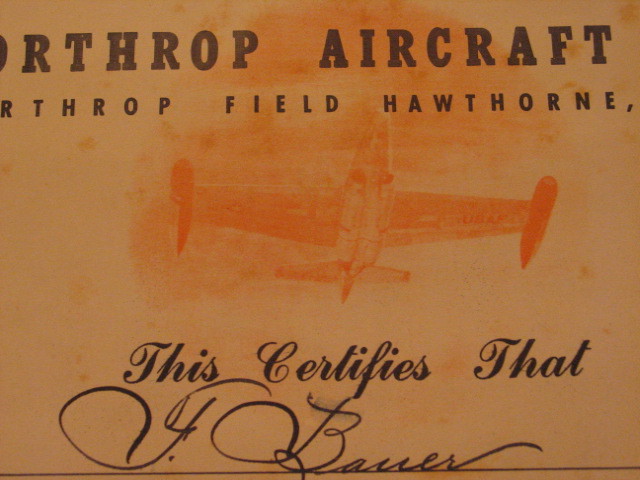 ORTHROP AIRCRAFT
RTHROP FIELD HAWTHORNE,
This Certifies That
F. Bauer